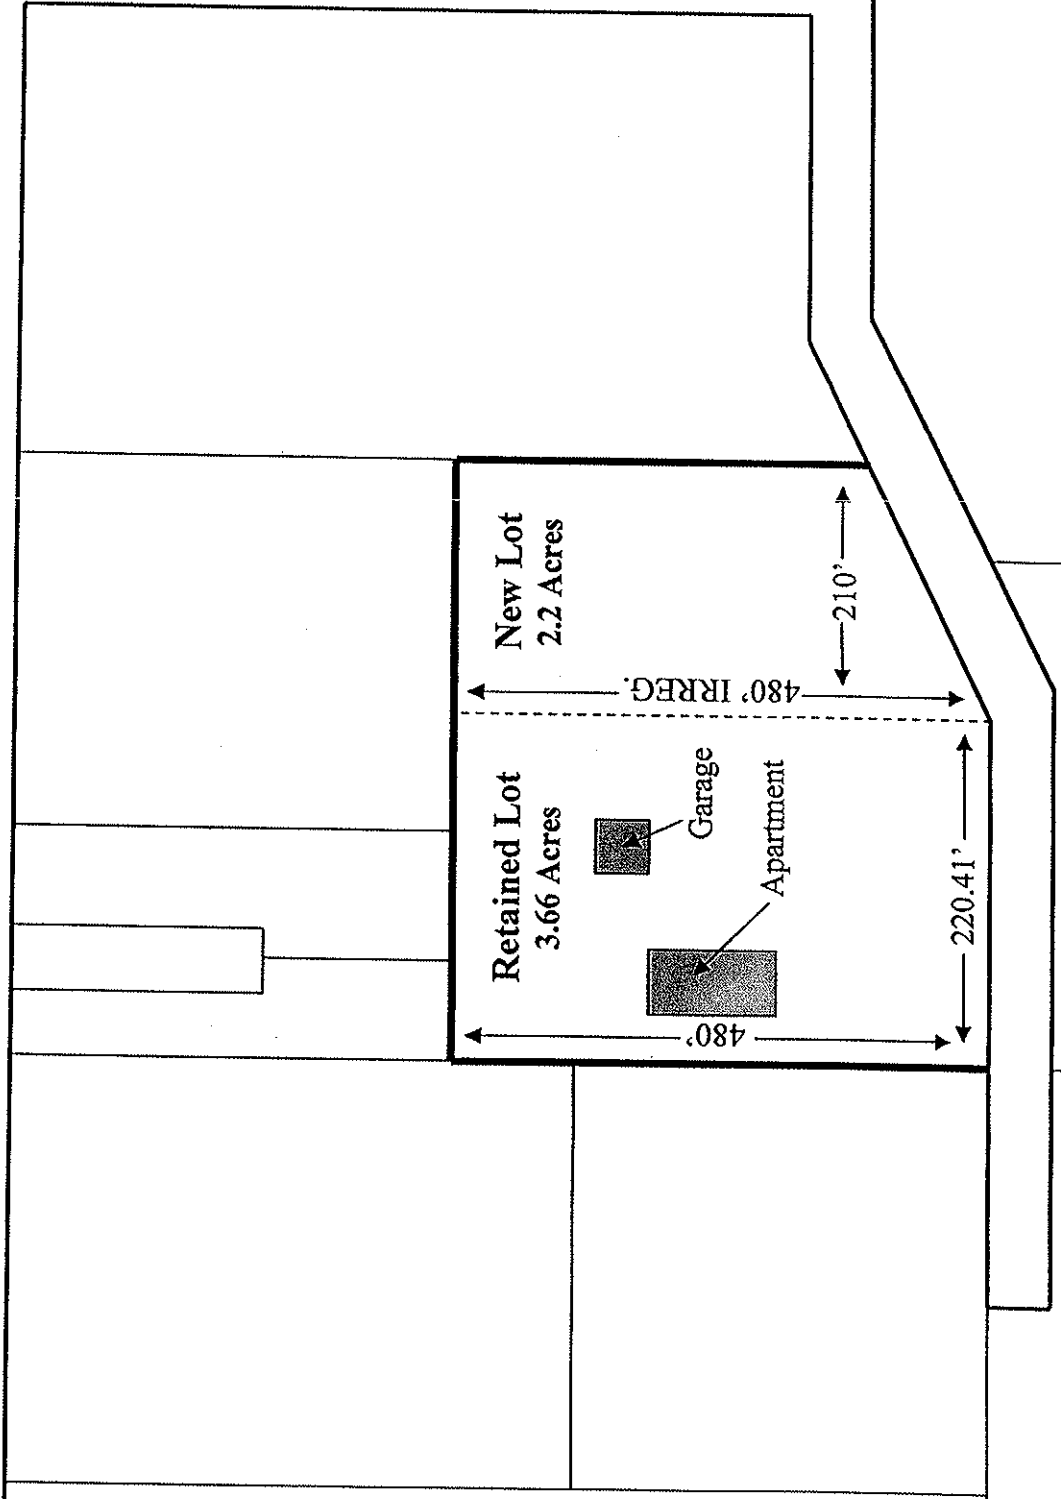 Retained Lot
3.66 Acres
New Lot
2.2 Acres
480'
480' IRREG.
Garage
Apartment
210'
220.41'